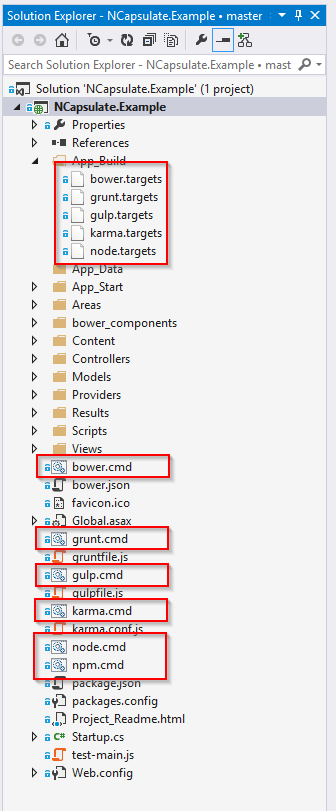 Solution Explorer - NCapsulate.Example • master
Search Solution Explorer - NCapsulate.Example • mast
Solution 'NCapsulate.Example' (1 project)
NCapsulate.Example
Properties
References
App_Build
bower.targets
grunt.targets
gulp.targets
karma.targets
node.targets
App_Data
App_Start
Areas
bower_components
Content
Controllers
Models
Providers
Results
Scripts
Views
bower.cmd
bower.json
favicon.ico
Global.asax
grunt.cmd
gruntfile.js
gulp.cmd
gulpfile.js
karma.cmd
karma.conf.js
node.cmd
npm.cmd
package.json
packages.config
Project_Readme.html
Startup.cs
test-main.js
Web.config